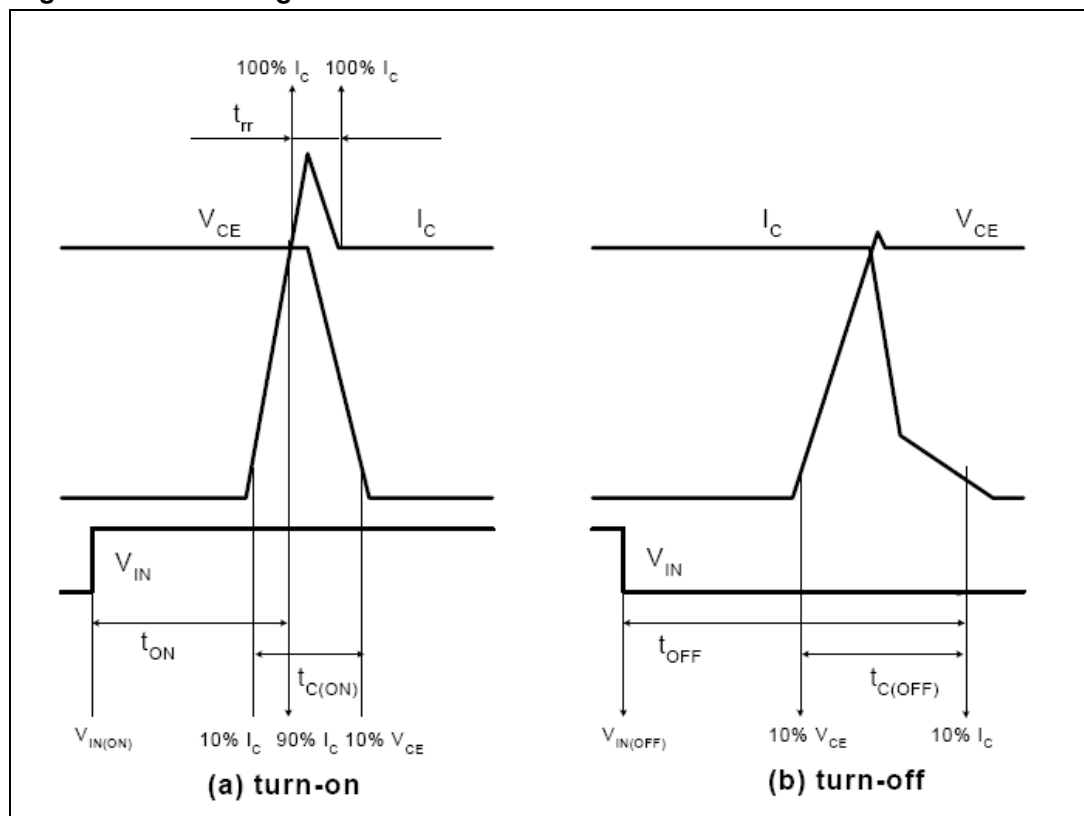 100% I_C 100% I_C
t_rr
V_CE I_C
V_IN
t_ON
t_C(ON)
V_IN(ON) 10% I_C 90% I_C 10% V_CE
(a) turn-on
I_C V_CE
V_IN
t_OFF
t_C(OFF)
V_IN(OFF) 10% V_CE 10% I_C
(b) turn-off